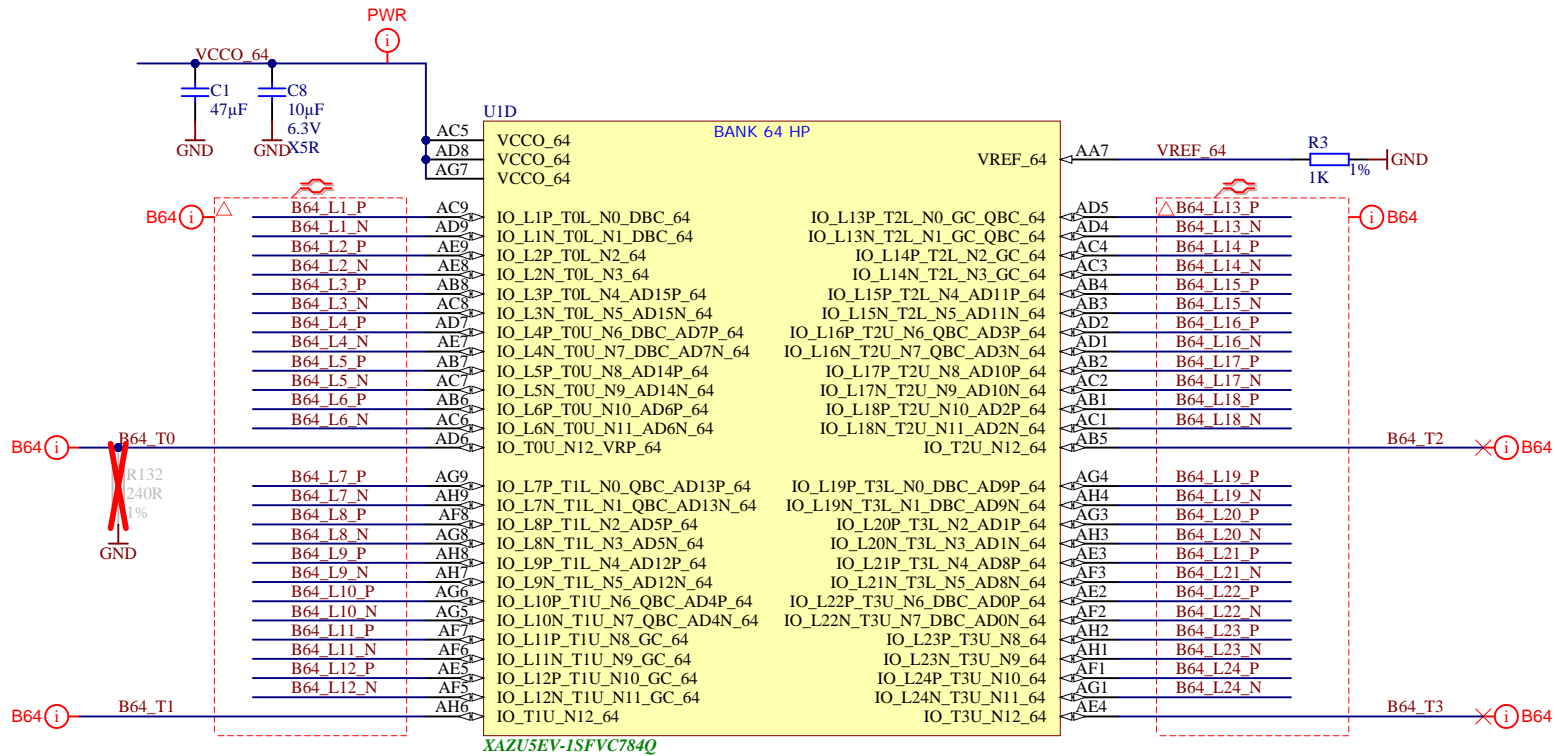 PWR
i
VCCO_64
C1
47µF
GND
C8
10µF
6.3V
X5R
GND
U1D
BANK 64 HP
AC5 VCCO_64
AD8 VCCO_64
AG7 VCCO_64
VREF_64 AA7 VREF_64
R3
1K
1%
GND
B64 i
i B64
B64_L1_P AC9 IO_L1P_T0L_N0_DBC_64 IO_L13P_T2L_N0_GC_QBC_64 AD5 B64_L13_P
B64_L1_N AD9 IO_L1N_T0L_N1_DBC_64 IO_L13N_T2L_N1_GC_QBC_64 AD4 B64_L13_N
B64_L2_P AE9 IO_L2P_T0L_N2_64 IO_L14P_T2L_N2_GC_64 AC4 B64_L14_P
B64_L2_N AE8 IO_L2N_T0L_N3_64 IO_L14N_T2L_N3_GC_64 AC3 B64_L14_N
B64_L3_P AB8 IO_L3P_T0L_N4_AD15P_64 IO_L15P_T2L_N4_AD11P_64 AB4 B64_L15_P
B64_L3_N AC8 IO_L3N_T0L_N5_AD15N_64 IO_L15N_T2L_N5_AD11N_64 AB3 B64_L15_N
B64_L4_P AD7 IO_L4P_T0U_N6_DBC_AD7P_64 IO_L16P_T2U_N6_QBC_AD3P_64 AD2 B64_L16_P
B64_L4_N AE7 IO_L4N_T0U_N7_DBC_AD7N_64 IO_L16N_T2U_N7_QBC_AD3N_64 AD1 B64_L16_N
B64_L5_P AB7 IO_L5P_T0U_N8_AD14P_64 IO_L17P_T2U_N8_AD10P_64 AB2 B64_L17_P
B64_L5_N AC7 IO_L5N_T0U_N9_AD14N_64 IO_L17N_T2U_N9_AD10N_64 AC2 B64_L17_N
B64_L6_P AB6 IO_L6P_T0U_N10_AD6P_64 IO_L18P_T2U_N10_AD2P_64 AB1 B64_L18_P
B64_L6_N AC6 IO_L6N_T0U_N11_AD6N_64 IO_L18N_T2U_N11_AD2N_64 AC1 B64_L18_N
B64 i B64_T0 AD6 IO_T0U_N12_VRP_64 IO_T2U_N12_64 AB5 B64_T2 i B64
R132
240R
1%
GND
B64_L7_P AG9 IO_L7P_T1L_N0_QBC_AD13P_64 IO_L19P_T3L_N0_DBC_AD9P_64 AG4 B64_L19_P
B64_L7_N AH9 IO_L7N_T1L_N1_QBC_AD13N_64 IO_L19N_T3L_N1_DBC_AD9N_64 AH4 B64_L19_N
B64_L8_P AF8 IO_L8P_T1L_N2_AD5P_64 IO_L20P_T3L_N2_AD1P_64 AG3 B64_L20_P
B64_L8_N AG8 IO_L8N_T1L_N3_AD5N_64 IO_L20N_T3L_N3_AD1N_64 AH3 B64_L20_N
B64_L9_P AH8 IO_L9P_T1L_N4_AD12P_64 IO_L21P_T3L_N4_AD8P_64 AE3 B64_L21_P
B64_L9_N AH7 IO_L9N_T1L_N5_AD12N_64 IO_L21N_T3L_N5_AD8N_64 AF3 B64_L21_N
B64_L10_P AG6 IO_L10P_T1U_N6_QBC_AD4P_64 IO_L22P_T3U_N6_DBC_AD0P_64 AE2 B64_L22_P
B64_L10_N AG5 IO_L10N_T1U_N7_QBC_AD4N_64 IO_L22N_T3U_N7_DBC_AD0N_64 AF2 B64_L22_N
B64_L11_P AF7 IO_L11P_T1U_N8_GC_64 IO_L23P_T3U_N8_64 AH2 B64_L23_P
B64_L11_N AF6 IO_L11N_T1U_N9_GC_64 IO_L23N_T3U_N9_64 AH1 B64_L23_N
B64_L12_P AE5 IO_L12P_T1U_N10_GC_64 IO_L24P_T3U_N10_64 AF1 B64_L24_P
B64_L12_N AF5 IO_L12N_T1U_N11_GC_64 IO_L24N_T3U_N11_64 AG1 B64_L24_N
B64 i B64_T1 AH6 IO_T1U_N12_64 IO_T3U_N12_64 AE4 B64_T3 i B64
XAZU5EV-1SFVC784Q